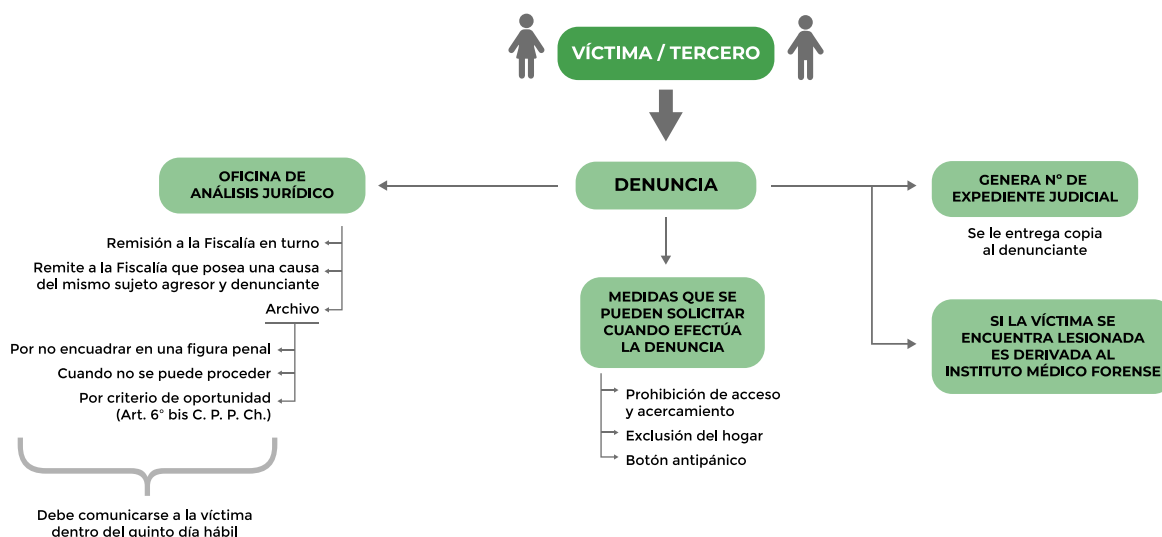 VÍCTIMA / TERCERO
OFICINA DE
ANÁLISIS JURÍDICO
Remisión a la Fiscalía en turno
Remite a la Fiscalía que posea una causa
del mismo sujeto agresor y denunciante
Archivo
Por no encuadrar en una figura penal
Cuando no se puede proceder
Por criterio de oportunidad
(Art. 6° bis C. P. P. Ch.)
Debe comunicarse a la víctima
dentro del quinto día hábil
DENUNCIA
MEDIDAS QUE SE
PUEDEN SOLICITAR
CUANDO EFECTÚA
LA DENUNCIA
Prohibición de acceso
y acercamiento
Exclusión del hogar
Botón antipánico
GENERA Nº DE
EXPEDIENTE JUDICIAL
Se le entrega copia
al denunciante
SI LA VÍCTIMA SE
ENCUENTRA LESIONADA
ES DERIVADA AL
INSTITUTO MÉDICO FORENSE